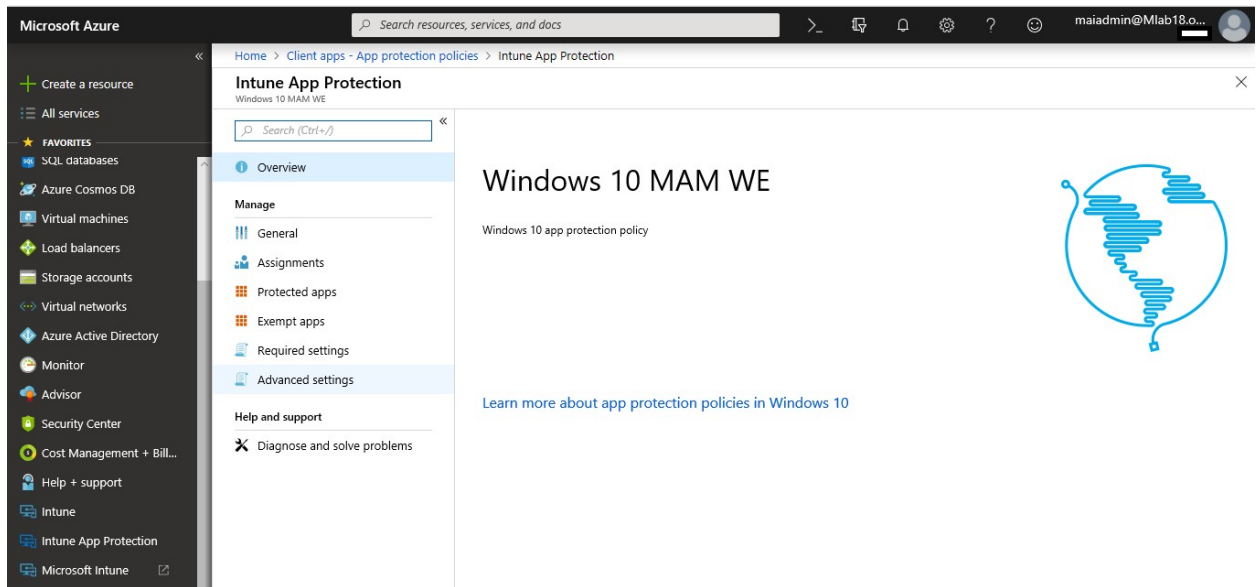 Microsoft Azure
Search resources, services, and docs
maiadmin@Mlab18.o...
Home > Client apps - App protection policies > Intune App Protection
Create a resource
All services
FAVORITES
SQL databases
Azure Cosmos DB
Virtual machines
Load balancers
Storage accounts
Virtual networks
Azure Active Directory
Monitor
Advisor
Security Center
Cost Management + Bill...
Help + support
Intune
Intune App Protection
Microsoft Intune
Intune App Protection
Windows 10 MAM WE
Search (Ctrl+/)
Overview
Manage
General
Assignments
Protected apps
Exempt apps
Required settings
Advanced settings
Help and support
Diagnose and solve problems
Windows 10 MAM WE
Windows 10 app protection policy
Learn more about app protection policies in Windows 10